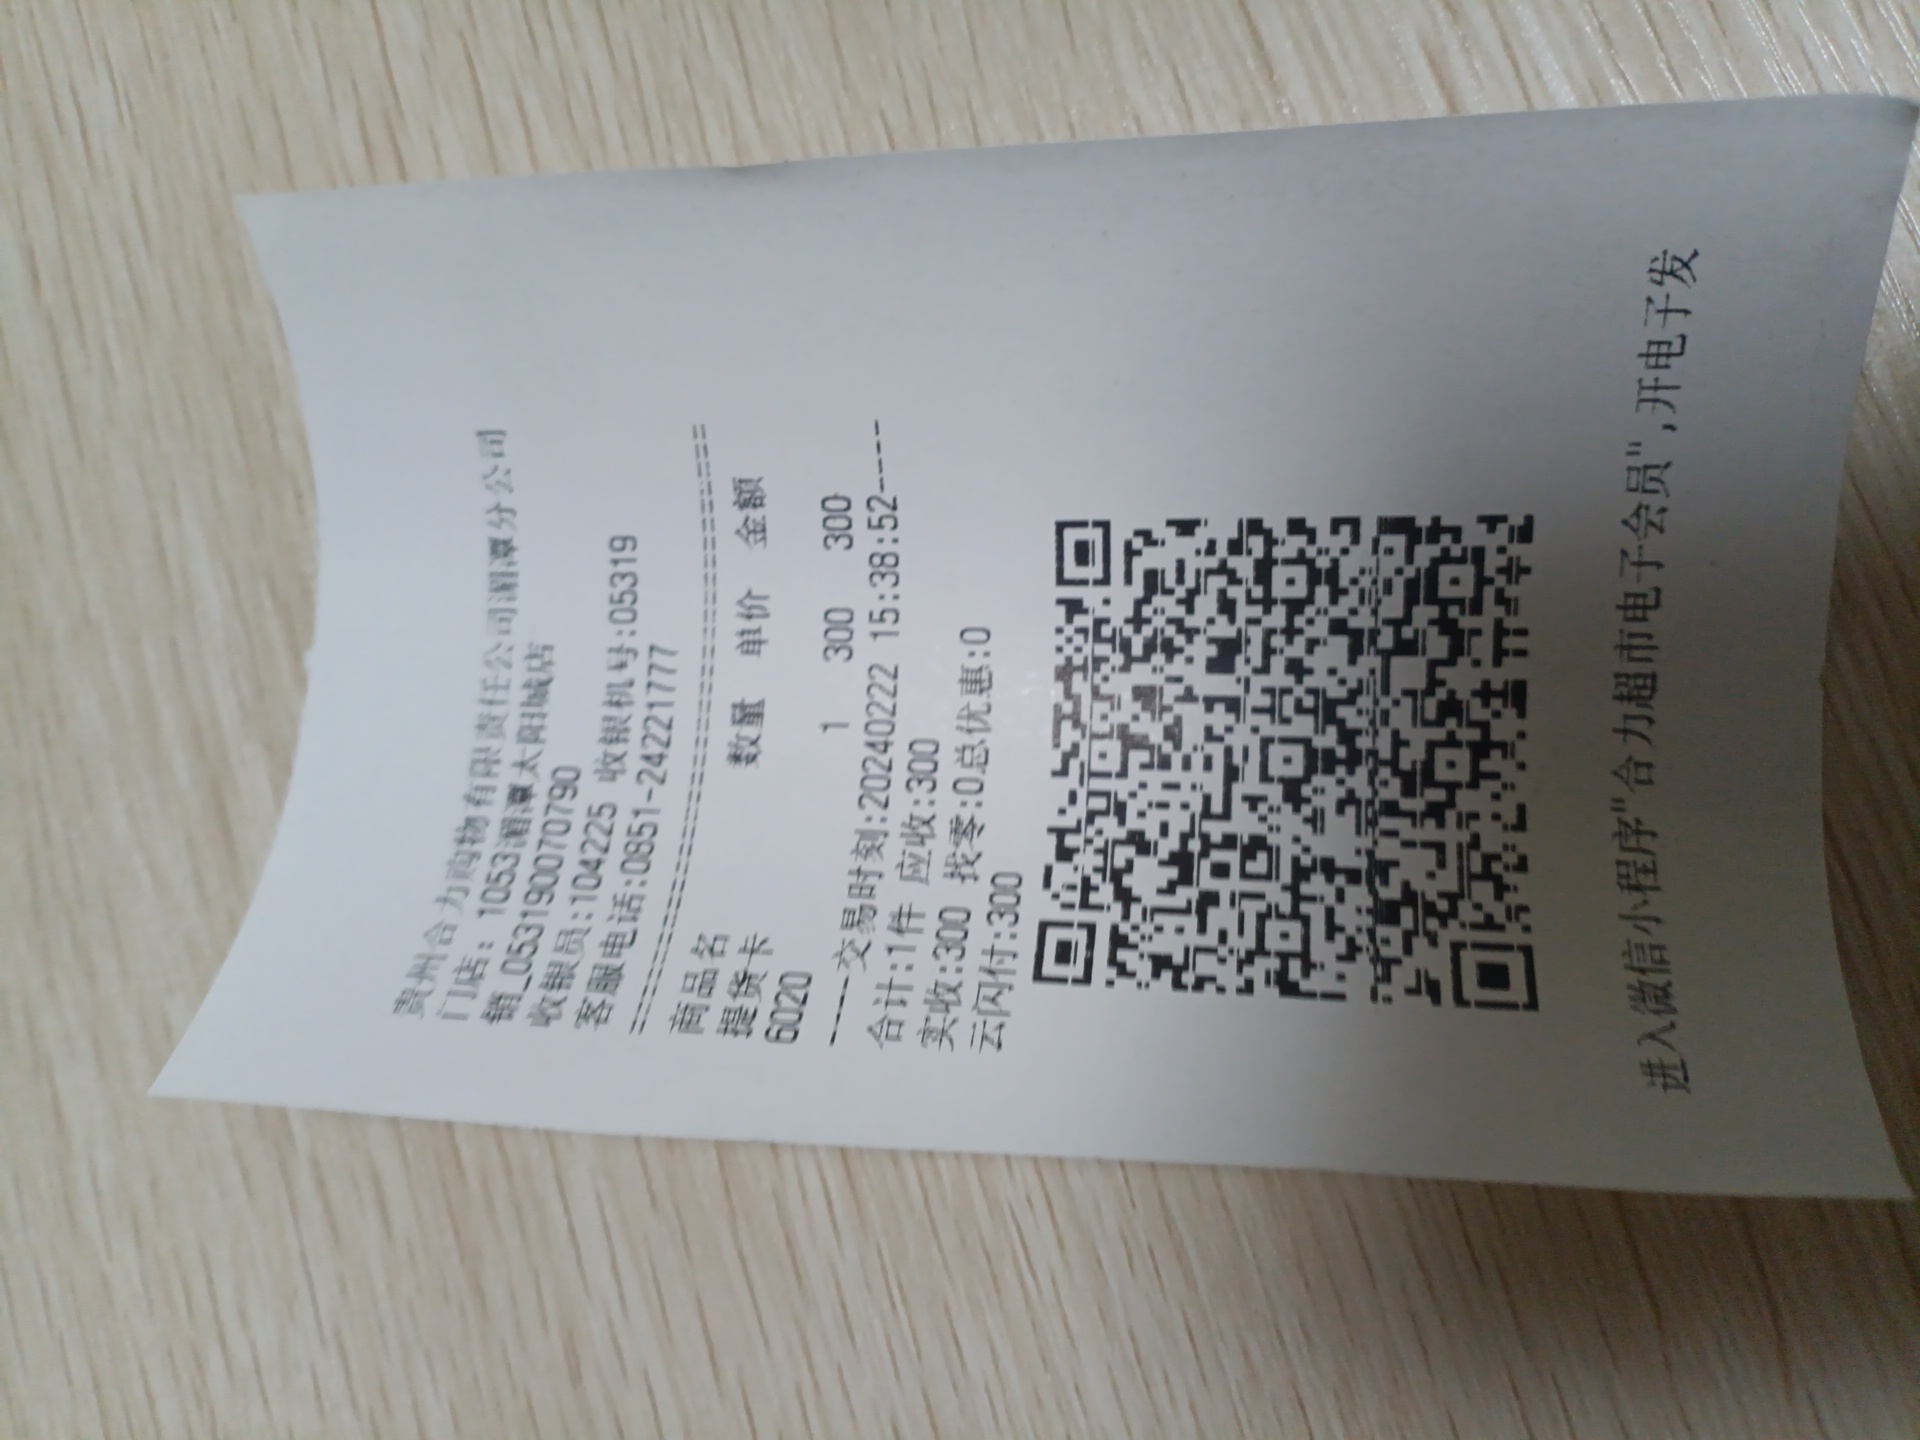 贵州合力购物有限责任公司湄潭分公司
门店: 1053湄潭太阳城店
销_053190070790
收银员:104225 收银机号:05319
客服电话:0851-24221777
================================
商品名 数量 单价 金额
提货卡
6020 1 300 300
-----交易时刻:20240222 15:38:52-----
合计:1件 应收:300
实收:300 找零:0总优惠:0
云闪付:300
进入微信小程序"合力超市电子会员",开电子发